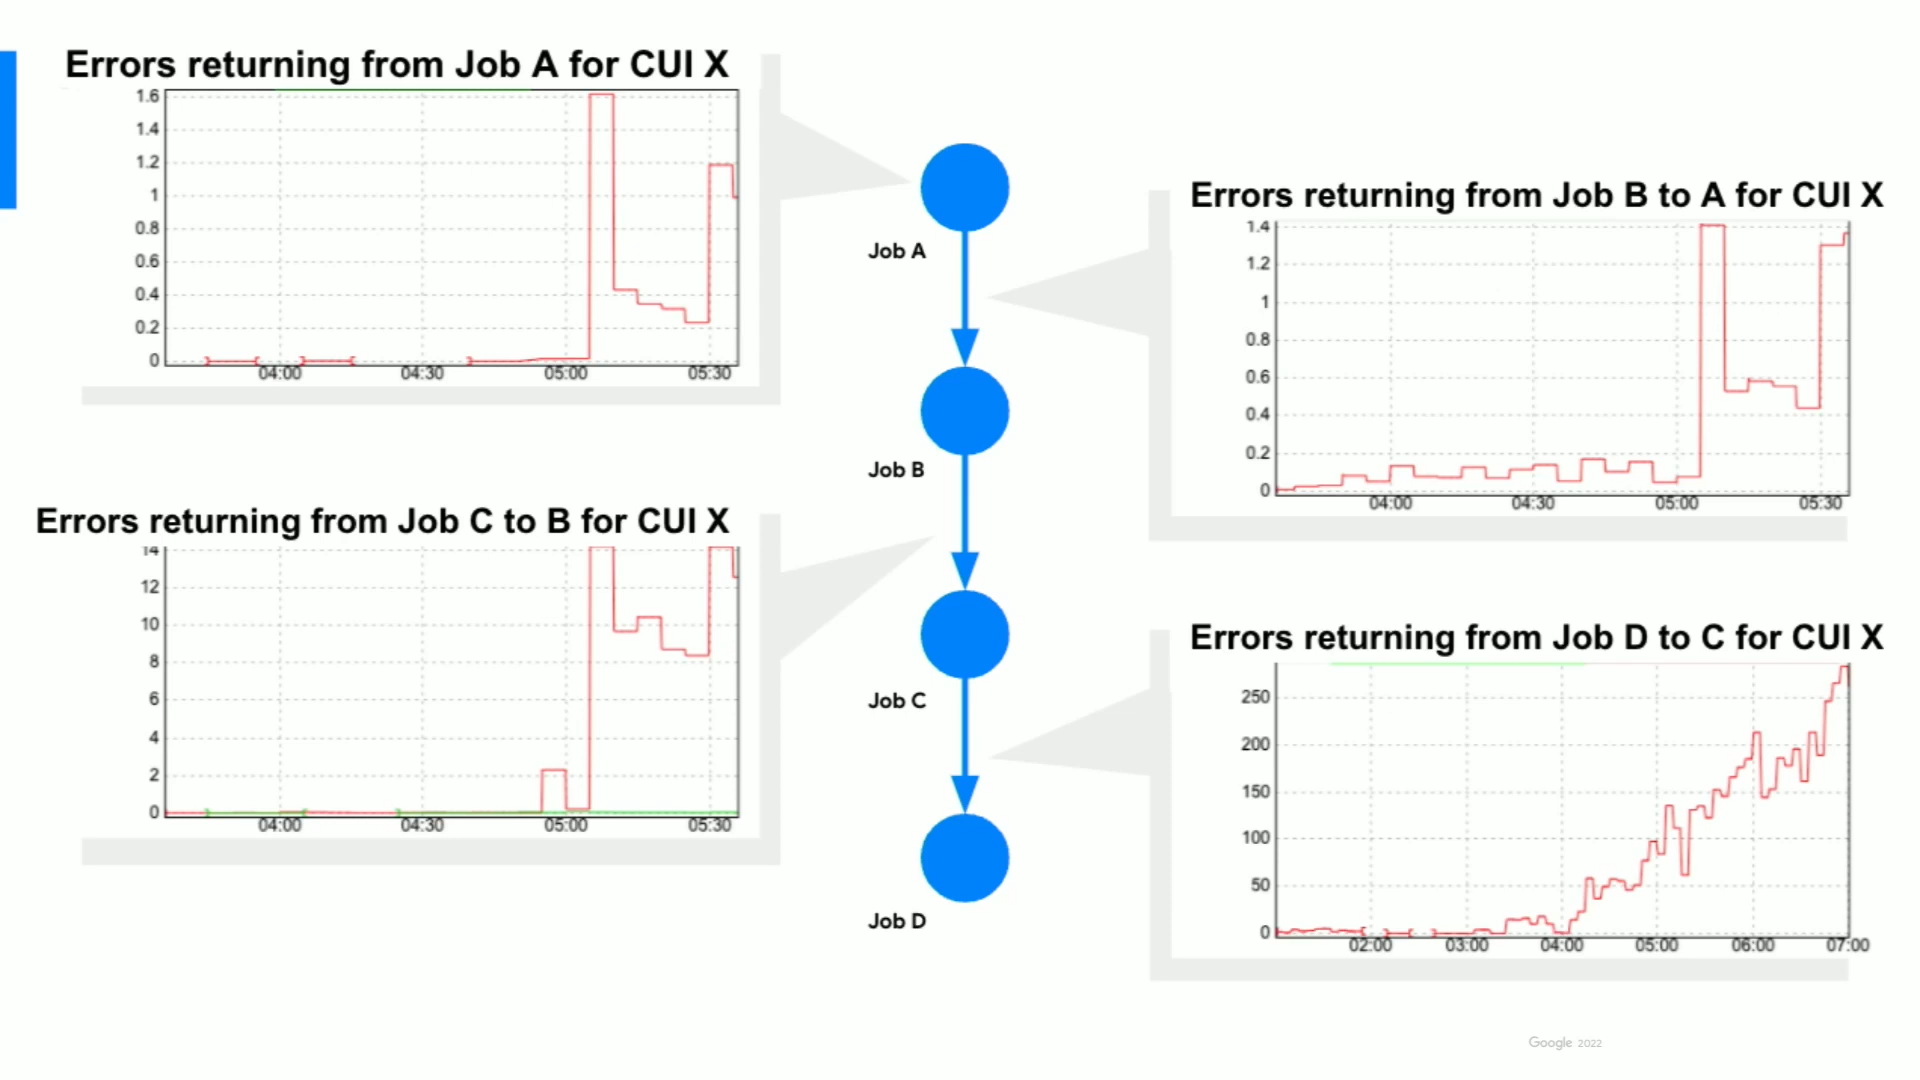 Errors returning from Job A for CUI X
1.6
1.4
1.2
1
0.8
0.6
0.4
0.2
0
04:00 04:30 05:00 05:30
Job A
Errors returning from Job B to A for CUI X
1.4
1.2
1
0.8
0.6
0.4
0.2
0
04:00 04:30 05:00 05:30
Job B
Errors returning from Job C to B for CUI X
14
12
10
8
6
4
2
0
04:00 04:30 05:00 05:30
Job C
Errors returning from Job D to C for CUI X
250
200
150
100
50
0
02:00 03:00 04:00 05:00 06:00 07:00
Job D
Google 2022